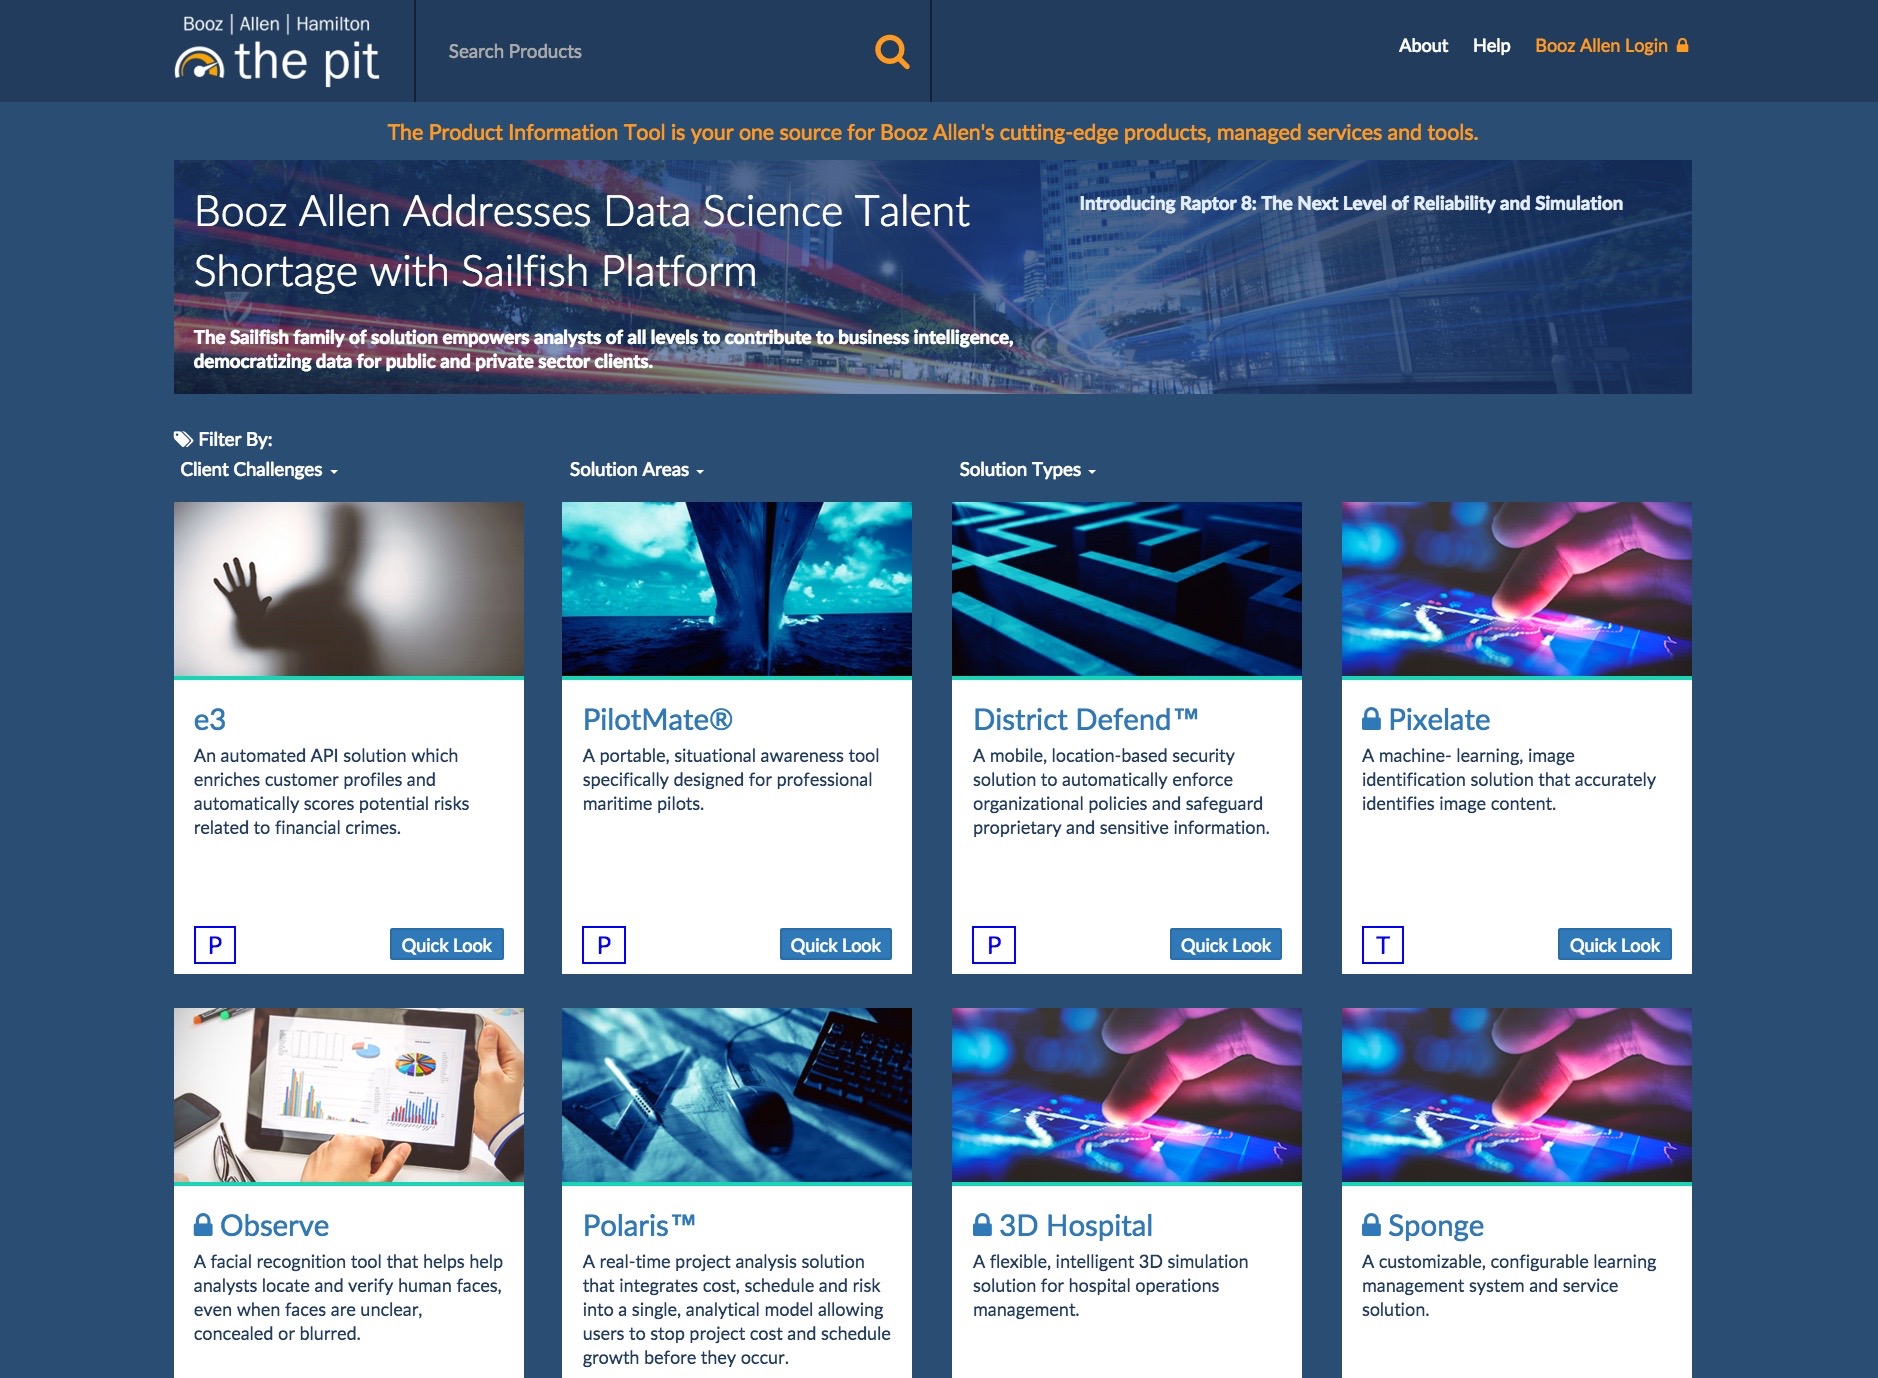 Booz | Allen | Hamilton
the pit
Search Products
About Help Booz Allen Login
The Product Information Tool is your one source for Booz Allen's cutting-edge products, managed services and tools.
Booz Allen Addresses Data Science Talent
Shortage with Sailfish Platform
The Sailfish family of solution empowers analysts of all levels to contribute to business intelligence,
democratizing data for public and private sector clients.
Introducing Raptor 8: The Next Level of Reliability and Simulation
Filter By:
Client Challenges
Solution Areas
Solution Types
e3
An automated API solution which
enriches customer profiles and
automatically scores potential risks
related to financial crimes.
P
Quick Look
PilotMate®
A portable, situational awareness tool
specifically designed for professional
maritime pilots.
P
Quick Look
District Defend™
A mobile, location-based security
solution to automatically enforce
organizational policies and safeguard
proprietary and sensitive information.
P
Quick Look
Pixelate
A machine- learning, image
identification solution that accurately
identifies image content.
T
Quick Look
Observe
A facial recognition tool that helps help
analysts locate and verify human faces,
even when faces are unclear,
concealed or blurred.
Polaris™
A real-time project analysis solution
that integrates cost, schedule and risk
into a single, analytical model allowing
users to stop project cost and schedule
growth before they occur.
3D Hospital
A flexible, intelligent 3D simulation
solution for hospital operations
management.
Sponge
A customizable, configurable learning
management system and service
solution.